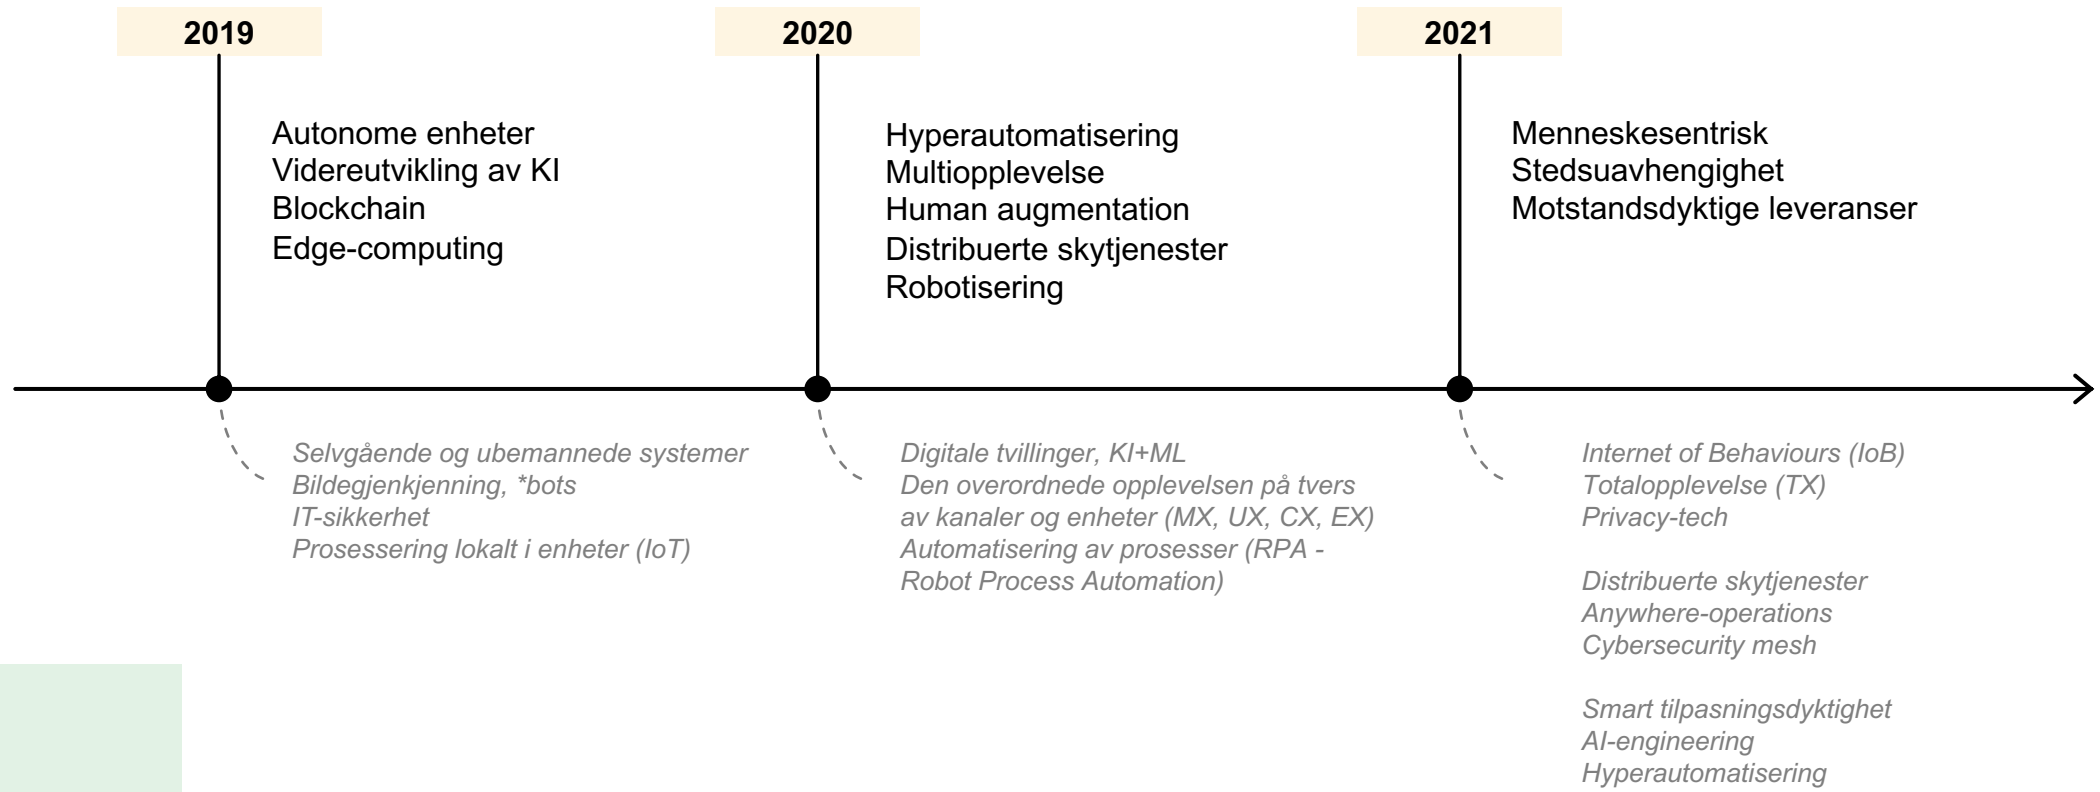 2019
Autonome enheter
Videreutvikling av KI
Blockchain
Edge-computing
Selvgående og ubemannede systemer
Bildegjenkjenning, *bots
IT-sikkerhet
Prosessering lokalt i enheter (IoT)
2020
Hyperautomatisering
Multiopplevelse
Human augmentation
Distribuerte skytjenester
Robotisering
Digitale tvillinger, KI+ML
Den overordnede opplevelsen på tvers
av kanaler og enheter (MX, UX, CX, EX)
Automatisering av prosesser (RPA -
Robot Process Automation)
2021
Menneskesentrisk
Stedsuavhengighet
Motstandsdyktige leveranser
Internet of Behaviours (IoB)
Totalopplevelse (TX)
Privacy-tech
Distribuerte skytjenester
Anywhere-operations
Cybersecurity mesh
Smart tilpasningsdyktighet
AI-engineering
Hyperautomatisering